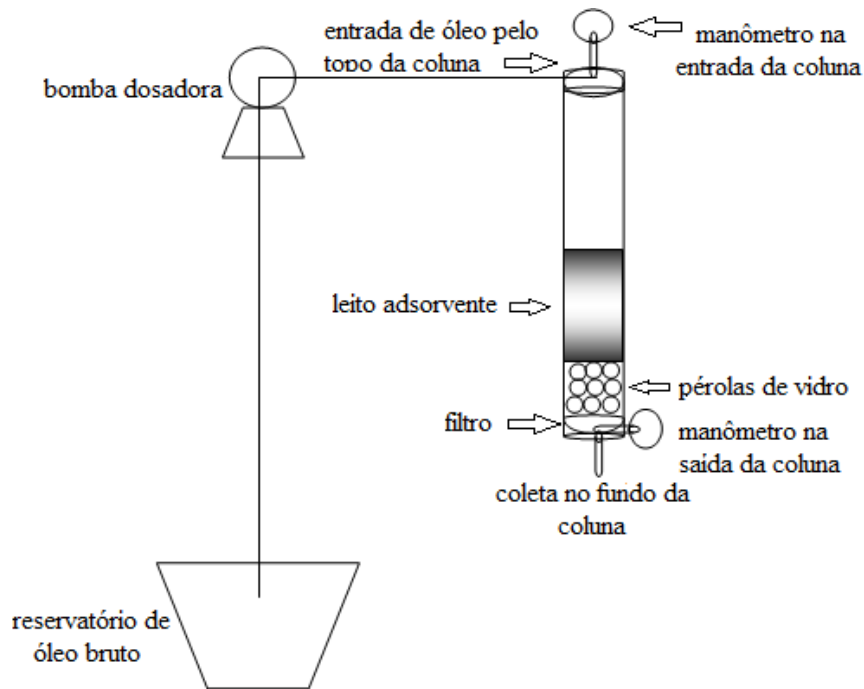 entrada de óleo pelo
topo da coluna
manômetro na
entrada da coluna
bomba dosadora
leito adsorvente
pérolas de vidro
filtro
manômetro na
saída da coluna
coleta no fundo da
coluna
reservatório de
óleo bruto